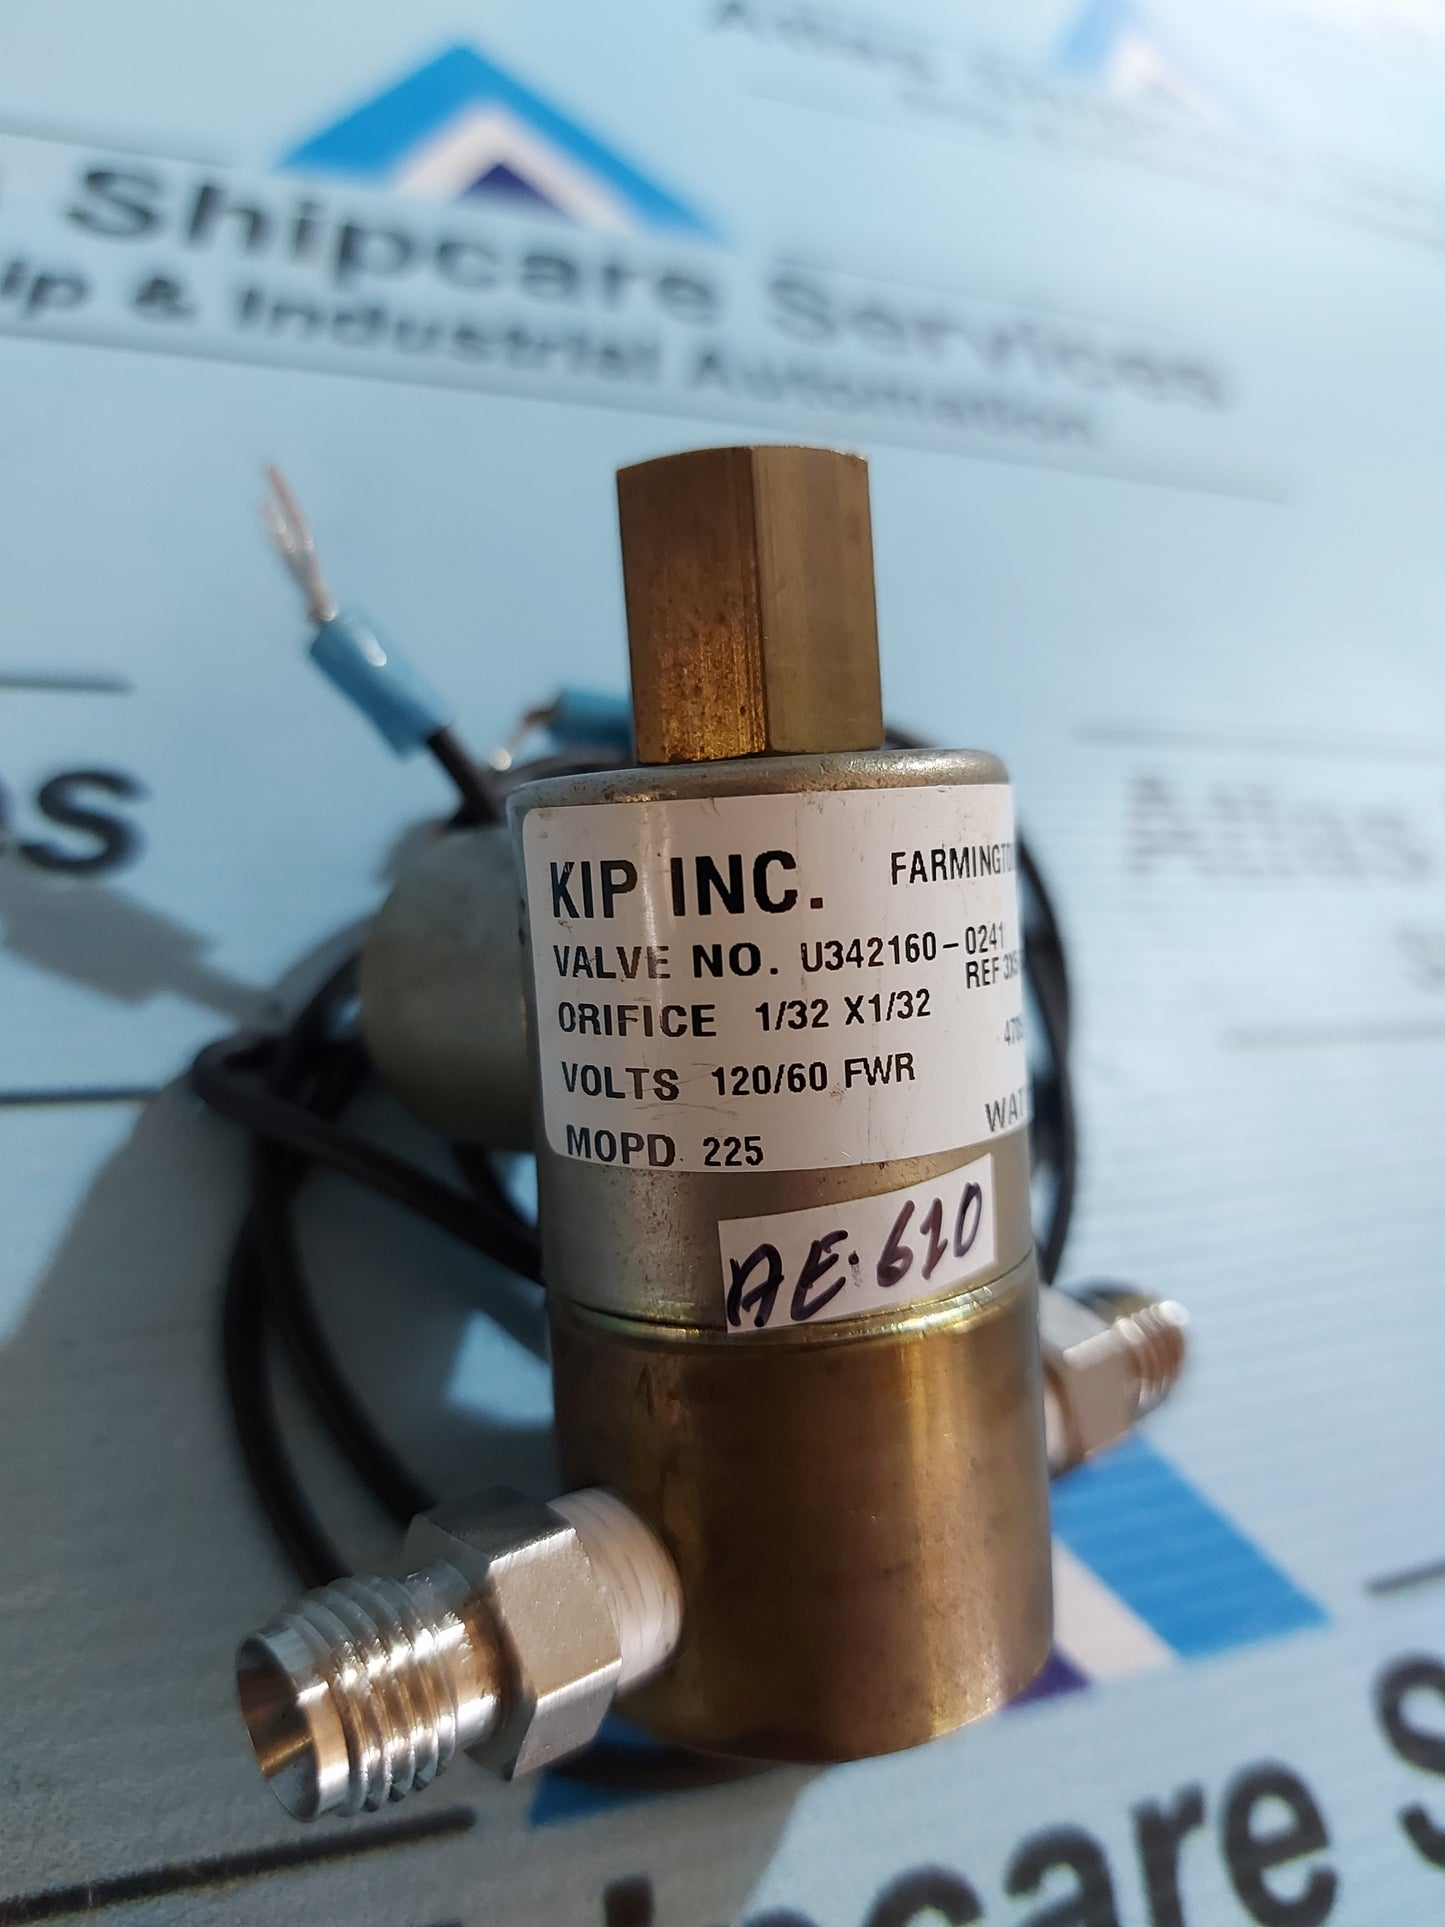 Shipcare Services
& Industrial Automation
KIP INC. FARMINGTO
VALVE NO. U342160-0241
REF
ORIFICE 1/32 X1/32
VOLTS 120/60 FWR
WAT
MOPD 225
AE.610
Atlas